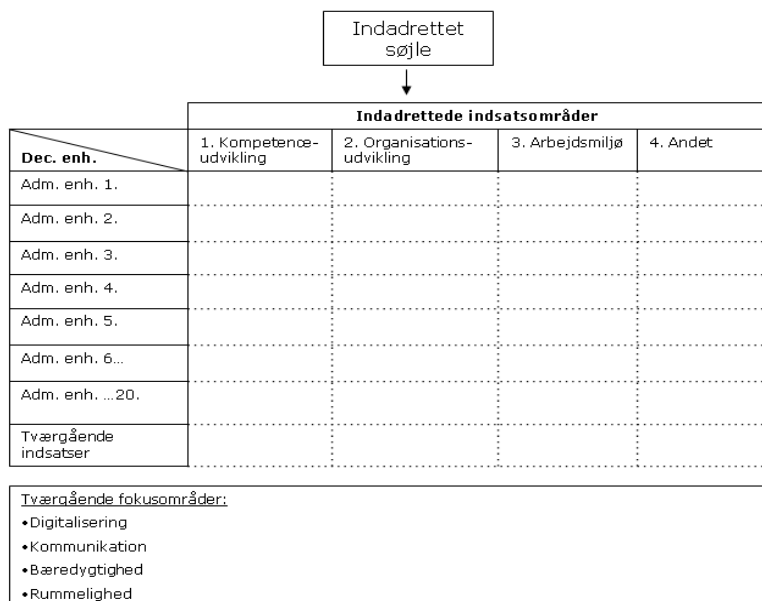 Indadrettet
søjle
Indadrettede indsatsområder
Dec. enh.
1. Kompetence-
udvikling
2. Organisations-
udvikling
3. Arbejdsmiljø
4. Andet
Adm. enh. 1.
Adm. enh. 2.
Adm. enh. 3.
Adm. enh. 4.
Adm. enh. 5.
Adm. enh. 6...
Adm. enh. ...20.
Tværgående
indsatser
Tværgående fokusområder:
•Digitalisering
•Kommunikation
•Bæredygtighed
•Rummelighed